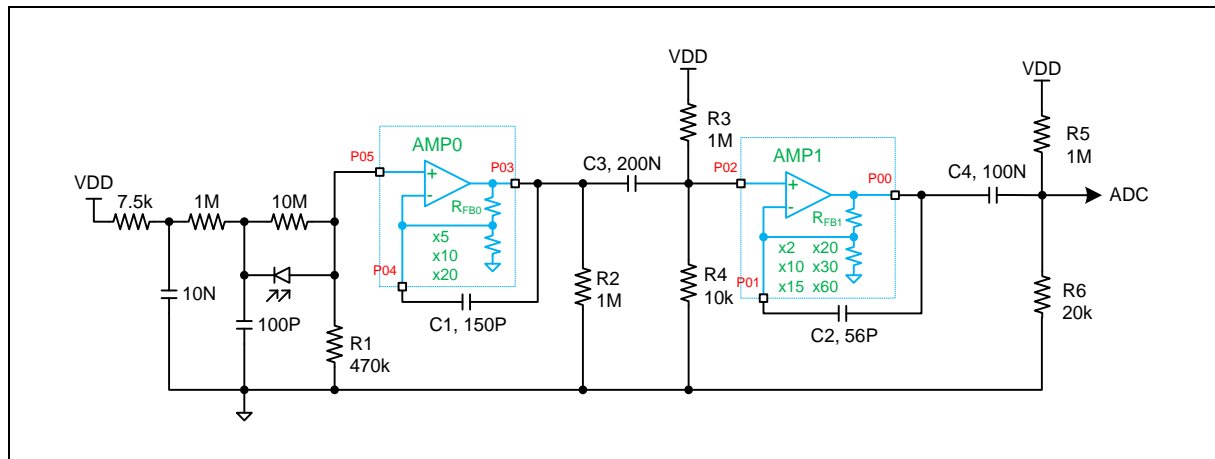 VDD
7.5k
1M
10M
10N
100P
R1
470k
P05
AMP0
P03
RFB0
x5
x10
x20
P04
C1, 150P
R2
1M
C3, 200N
VDD
R3
1M
P02
R4
10k
AMP1
P00
RFB1
x2 x20
x10 x30
x15 x60
P01
C2, 56P
C4, 100N
VDD
R5
1M
ADC
R6
20k